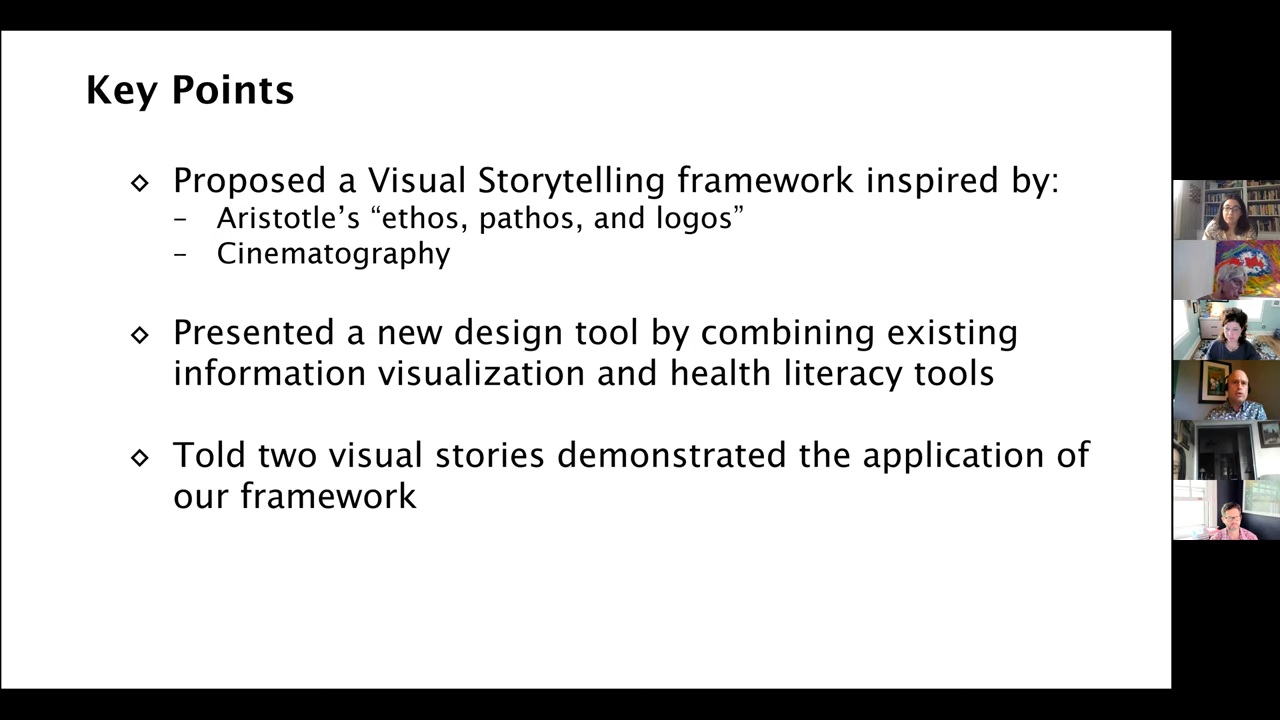 Key Points
◇ Proposed a Visual Storytelling framework inspired by:
– Aristotle’s “ethos, pathos, and logos”
– Cinematography
◇ Presented a new design tool by combining existing
information visualization and health literacy tools
◇ Told two visual stories demonstrated the application of
our framework